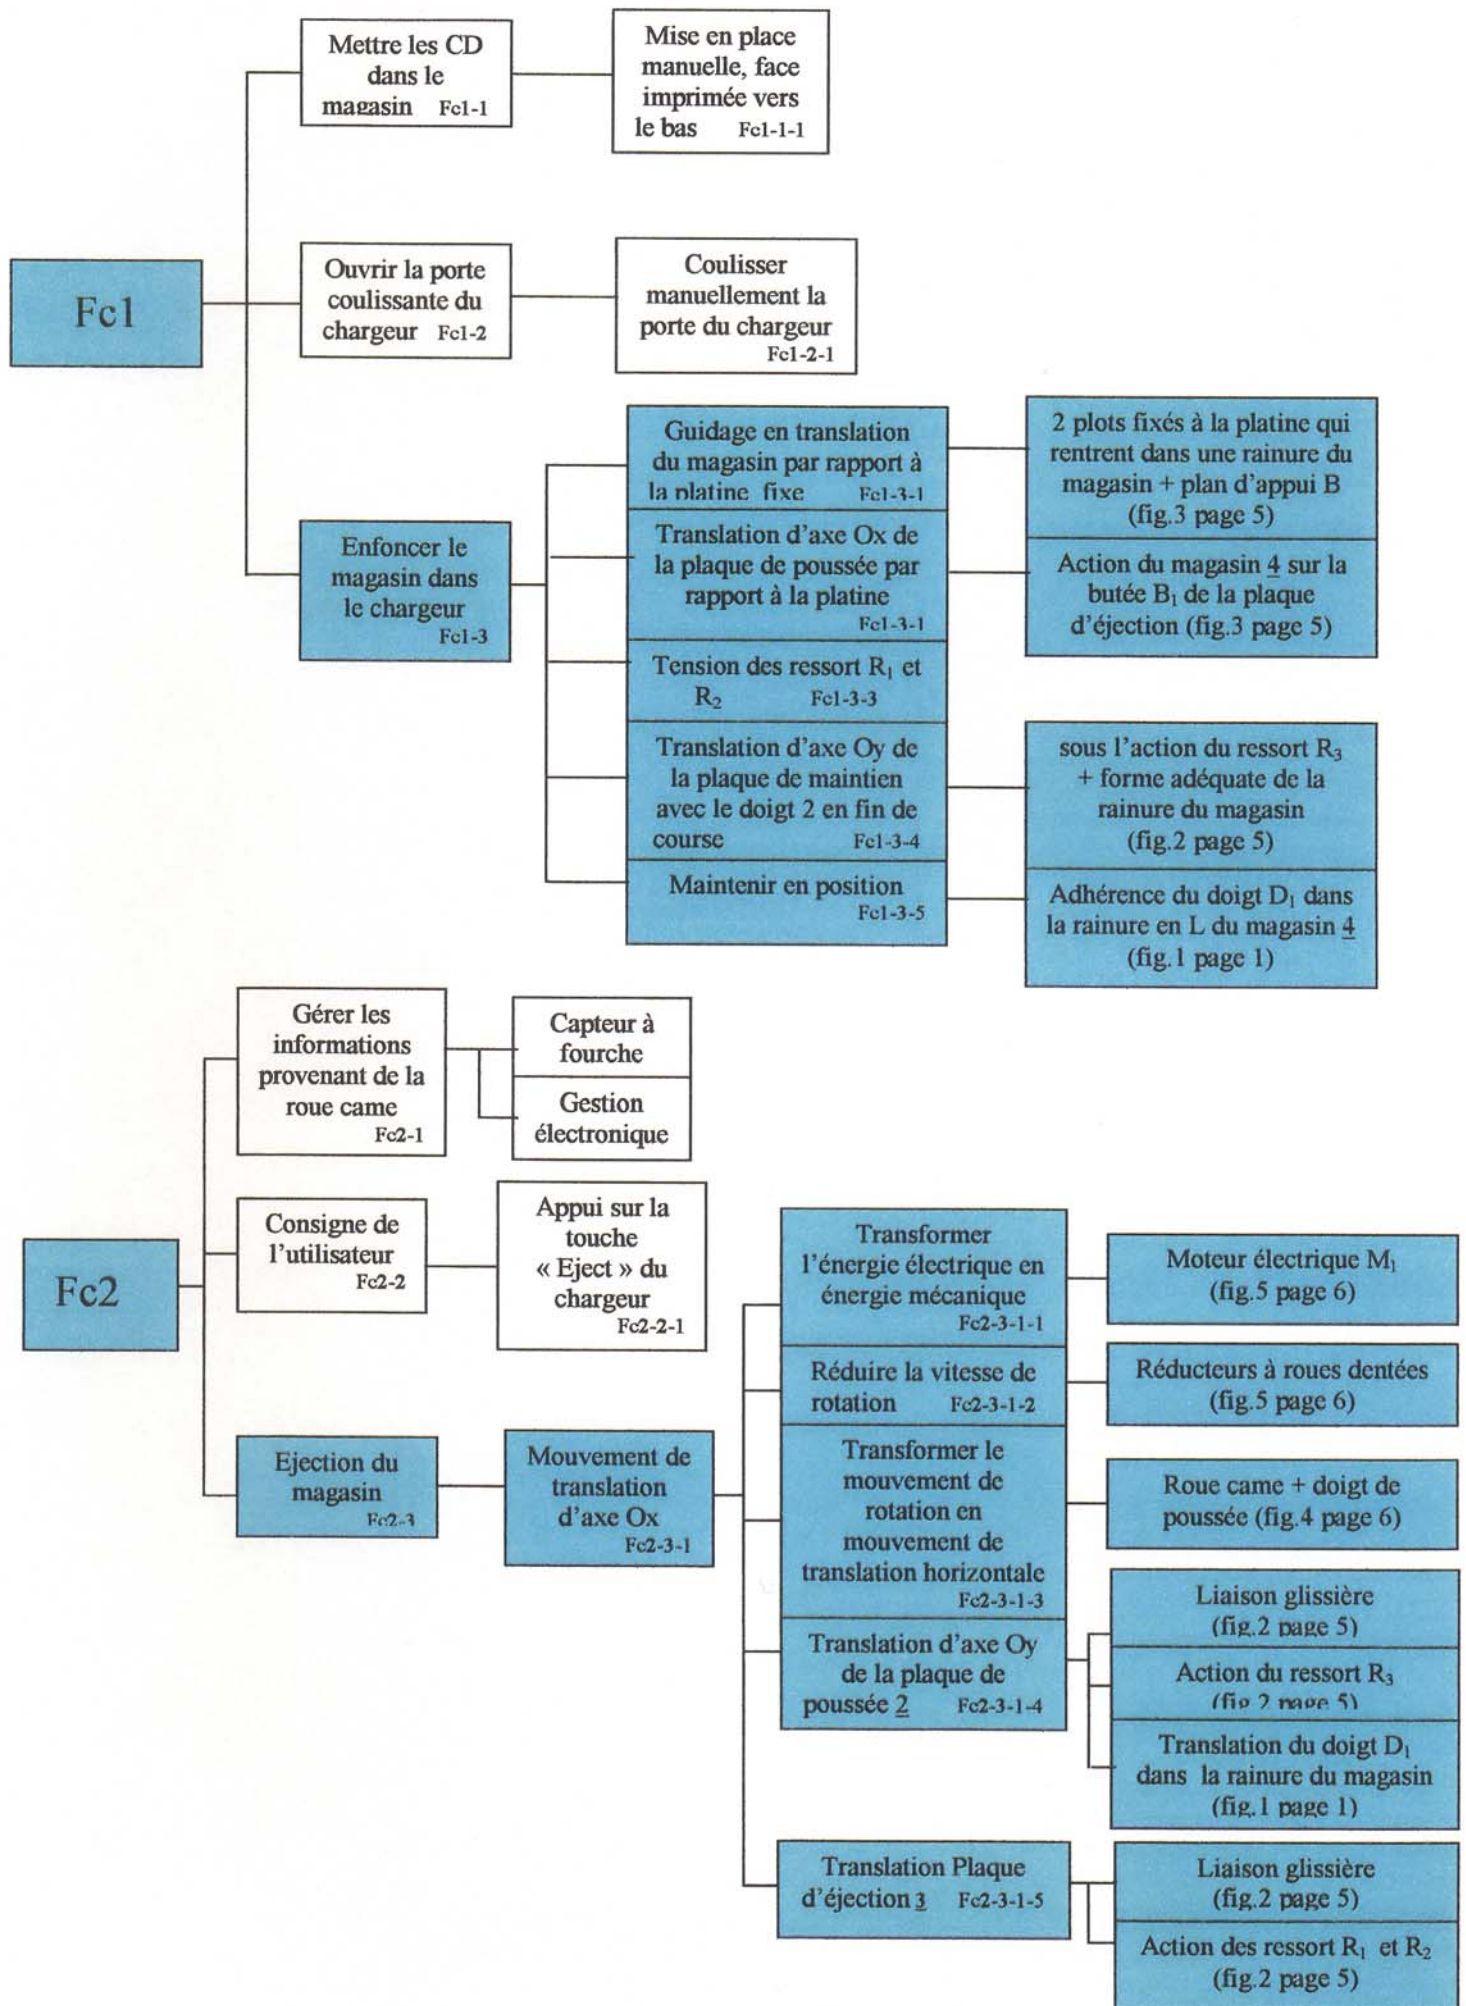 Mettre les CD
dans le
magasin Fc1-1
Mise en place
manuelle, face
imprimée vers
le bas Fc1-1-1
Fc1
Ouvrir la porte
coulissante du
chargeur Fc1-2
Coulisser
manuellement la
porte du chargeur
Fc1-2-1
Enfoncer le
magasin dans
le chargeur
Fc1-3
Guidage en translation
du magasin par rapport à
la platine fixe Fc1-3-1
2 plots fixés à la platine qui
rentrent dans une rainure du
magasin + plan d'appui B
(fig.3 page 5)
Translation d'axe Ox de
la plaque de poussée par
rapport à la platine
Fc1-3-1
Action du magasin 4 sur la
butée B₁ de la plaque
d'éjection (fig.3 page 5)
Tension des ressort R₁ et
R₂ Fc1-3-3
Translation d'axe Oy de
la plaque de maintien
avec le doigt 2 en fin de
course Fc1-3-4
sous l'action du ressort R₃
+ forme adéquate de la
rainure du magasin
(fig.2 page 5)
Maintenir en position
Fc1-3-5
Adhérence du doigt D₁ dans
la rainure en L du magasin 4
(fig.1 page 1)
Gérer les
informations
provenant de la
roue came
Fc2-1
Capteur à
fourche
Gestion
électronique
Fc2
Consigne de
l'utilisateur
Fc2-2
Appui sur la
touche
« Eject » du
chargeur
Fc2-2-1
Ejection du
magasin
Fc2-3
Mouvement de
translation
d'axe Ox
Fc2-3-1
Transformer
l'énergie électrique en
énergie mécanique
Fc2-3-1-1
Moteur électrique M₁
(fig.5 page 6)
Réduire la vitesse de
rotation Fc2-3-1-2
Réducteurs à roues dentées
(fig.5 page 6)
Transformer le
mouvement de
rotation en
mouvement de
translation horizontale
Fc2-3-1-3
Roue came + doigt de
poussée (fig.4 page 6)
Translation d'axe Oy
de la plaque de
poussée 2 Fc2-3-1-4
Liaison glissière
(fig.2 page 5)
Action du ressort R₃
(fig.2 page 5)
Translation du doigt D₁
dans la rainure du magasin
(fig.1 page 1)
Translation Plaque
d'éjection 3 Fc2-3-1-5
Liaison glissière
(fig.2 page 5)
Action des ressort R₁ et R₂
(fig.2 page 5)